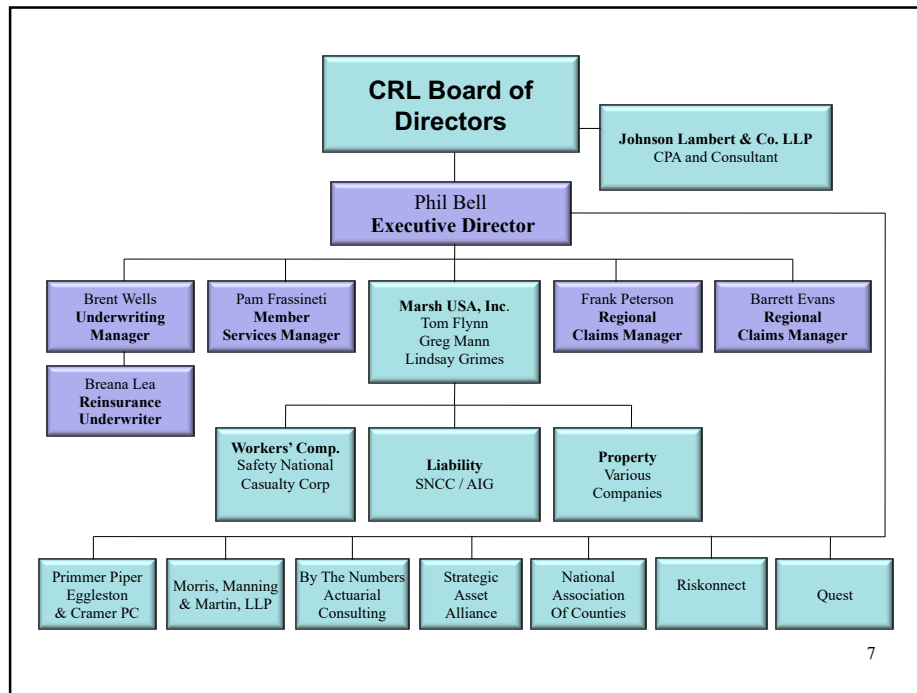 CRL Board of
Directors
Johnson Lambert & Co. LLP
CPA and Consultant
Phil Bell
Executive Director
Brent Wells
Underwriting
Manager
Pam Frassineti
Member
Services Manager
Marsh USA, Inc.
Tom Flynn
Greg Mann
Lindsay Grimes
Frank Peterson
Regional
Claims Manager
Barrett Evans
Regional
Claims Manager
Breana Lea
Reinsurance
Underwriter
Workers’ Comp.
Safety National
Casualty Corp
Liability
SNCC / AIG
Property
Various
Companies
Primmer Piper
Eggleston
& Cramer PC
Morris, Manning
& Martin, LLP
By The Numbers
Actuarial
Consulting
Strategic
Asset
Alliance
National
Association
Of Counties
Riskonnect
Quest
7